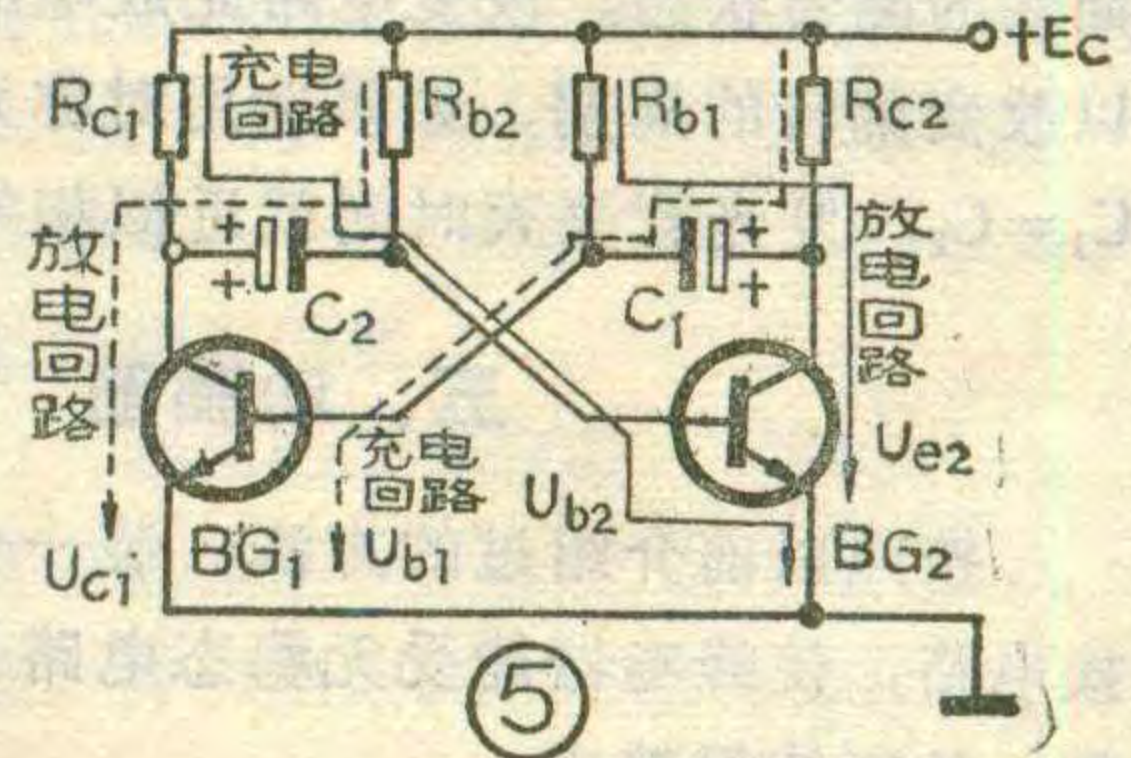 +Ec
Rc1
充电
回路
Rb2
Rb1
Rc2
放电回路
+
+
C2
C1
+
+
放电回路
Uc1
BG1
充电
回路
Ub1
Ub2
Ue2
BG2
⑤